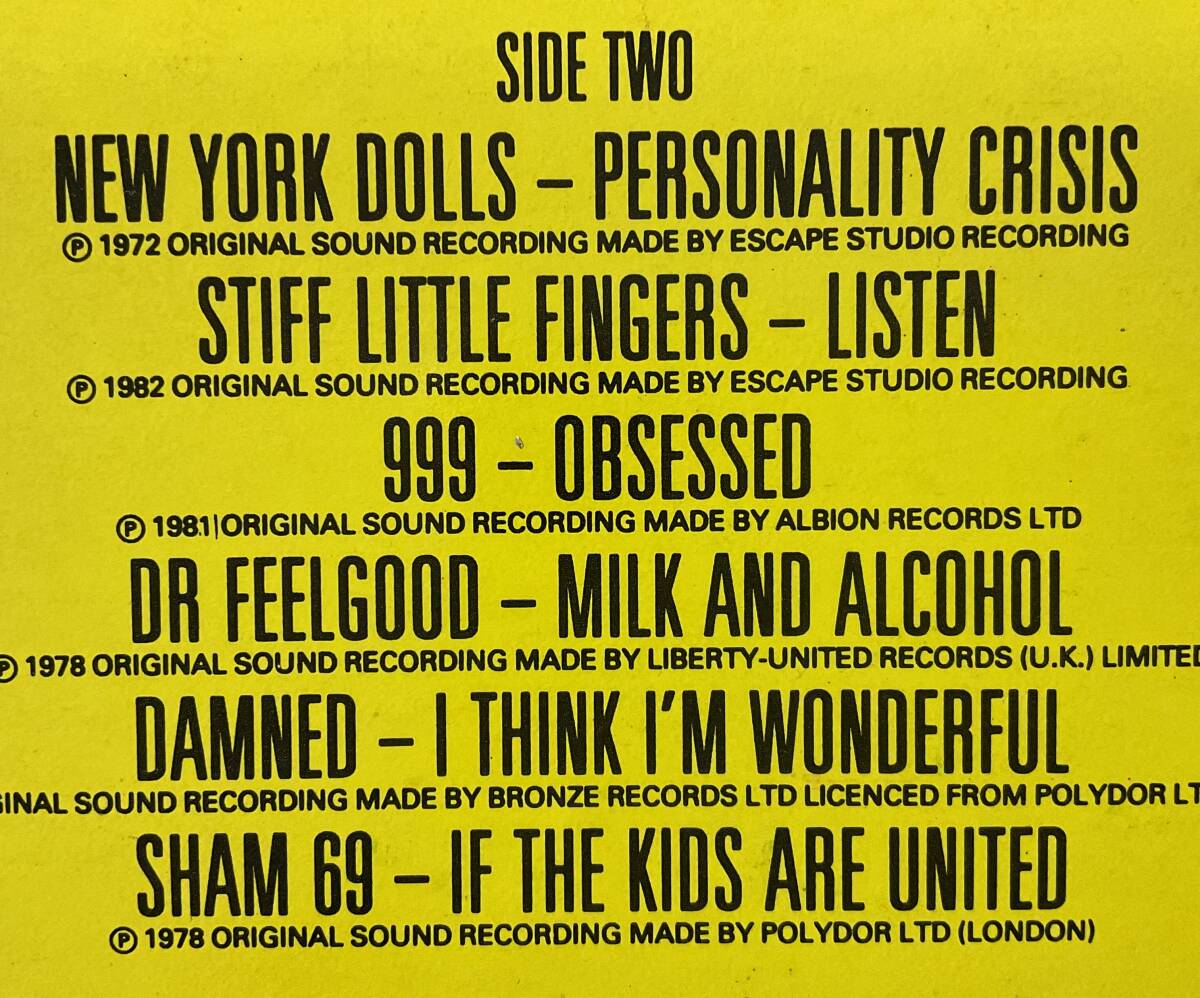 SIDE TWO
NEW YORK DOLLS – PERSONALITY CRISIS
Ⓟ 1972 ORIGINAL SOUND RECORDING MADE BY ESCAPE STUDIO RECORDING
STIFF LITTLE FINGERS – LISTEN
Ⓟ 1982 ORIGINAL SOUND RECORDING MADE BY ESCAPE STUDIO RECORDING
999 – OBSESSED
Ⓟ 1981 ORIGINAL SOUND RECORDING MADE BY ALBION RECORDS LTD
DR FEELGOOD – MILK AND ALCOHOL
Ⓟ 1978 ORIGINAL SOUND RECORDING MADE BY LIBERTY-UNITED RECORDS (U.K.) LIMITED
DAMNED – I THINK I'M WONDERFUL
SOUND RECORDING MADE BY BRONZE RECORDS LTD LICENCED FROM POLYDOR
SHAM 69 – IF THE KIDS ARE UNITED
Ⓟ 1978 ORIGINAL SOUND RECORDING MADE BY POLYDOR LTD (LONDON)